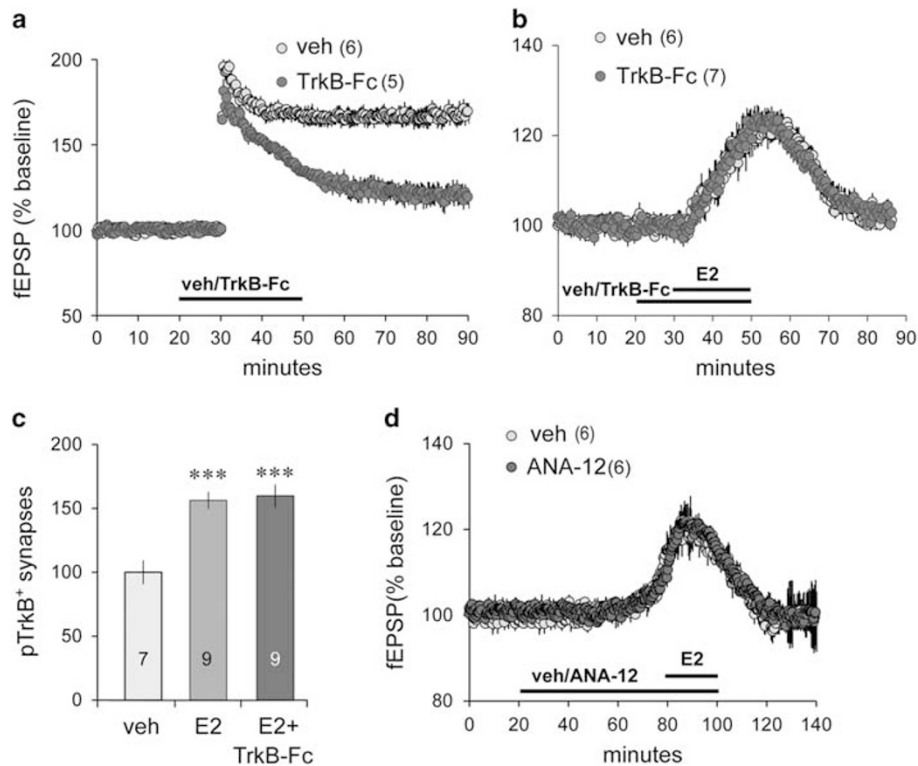 a
veh (6)
TrkB-Fc (5)
fEPSP (% baseline)
200
150
100
50
veh/TrkB-Fc
0 10 20 30 40 50 60 70 80 90
minutes
b
veh (6)
TrkB-Fc (7)
140
120
100
80
E2
veh/TrkB-Fc
0 10 20 30 40 50 60 70 80 90
minutes
c
pTrkB+ synapses
200
150
100
50
0
*** ***
7 9 9
veh E2 E2+
TrkB-Fc
d
veh (6)
ANA-12(6)
fEPSP(% baseline)
140
120
100
80
E2
veh/ANA-12
0 20 40 60 80 100 120 140
minutes